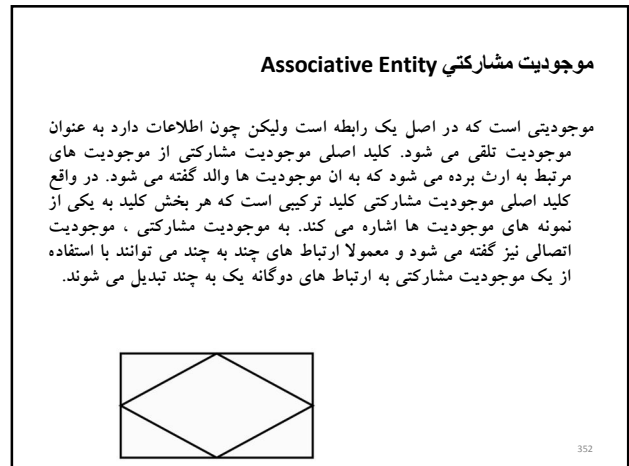 موجوديت مشاركتي Associative Entity
موجودیتی است که در اصل یک رابطه است ولیکن چون اطلاعات دارد به عنوان
موجودیت تلقی می شود. کلید اصلی موجودیت مشارکتی از موجودیت های
مرتبط به ارث برده می شود که به ان موجودیت ها والد گفته می شود. در واقع
کلید اصلی موجودیت مشارکتی کلید ترکیبی است که هر بخش کلید به یکی از
نمونه های موجودیت ها اشاره می کند. به موجودیت مشارکتی ، موجودیت
اتصالی نیز گفته می شود و معمولا ارتباط های چند به چند می توانند با استفاده
از یک موجودیت مشارکتی به ارتباط های دوگانه یک به چند تبدیل می شوند.
352